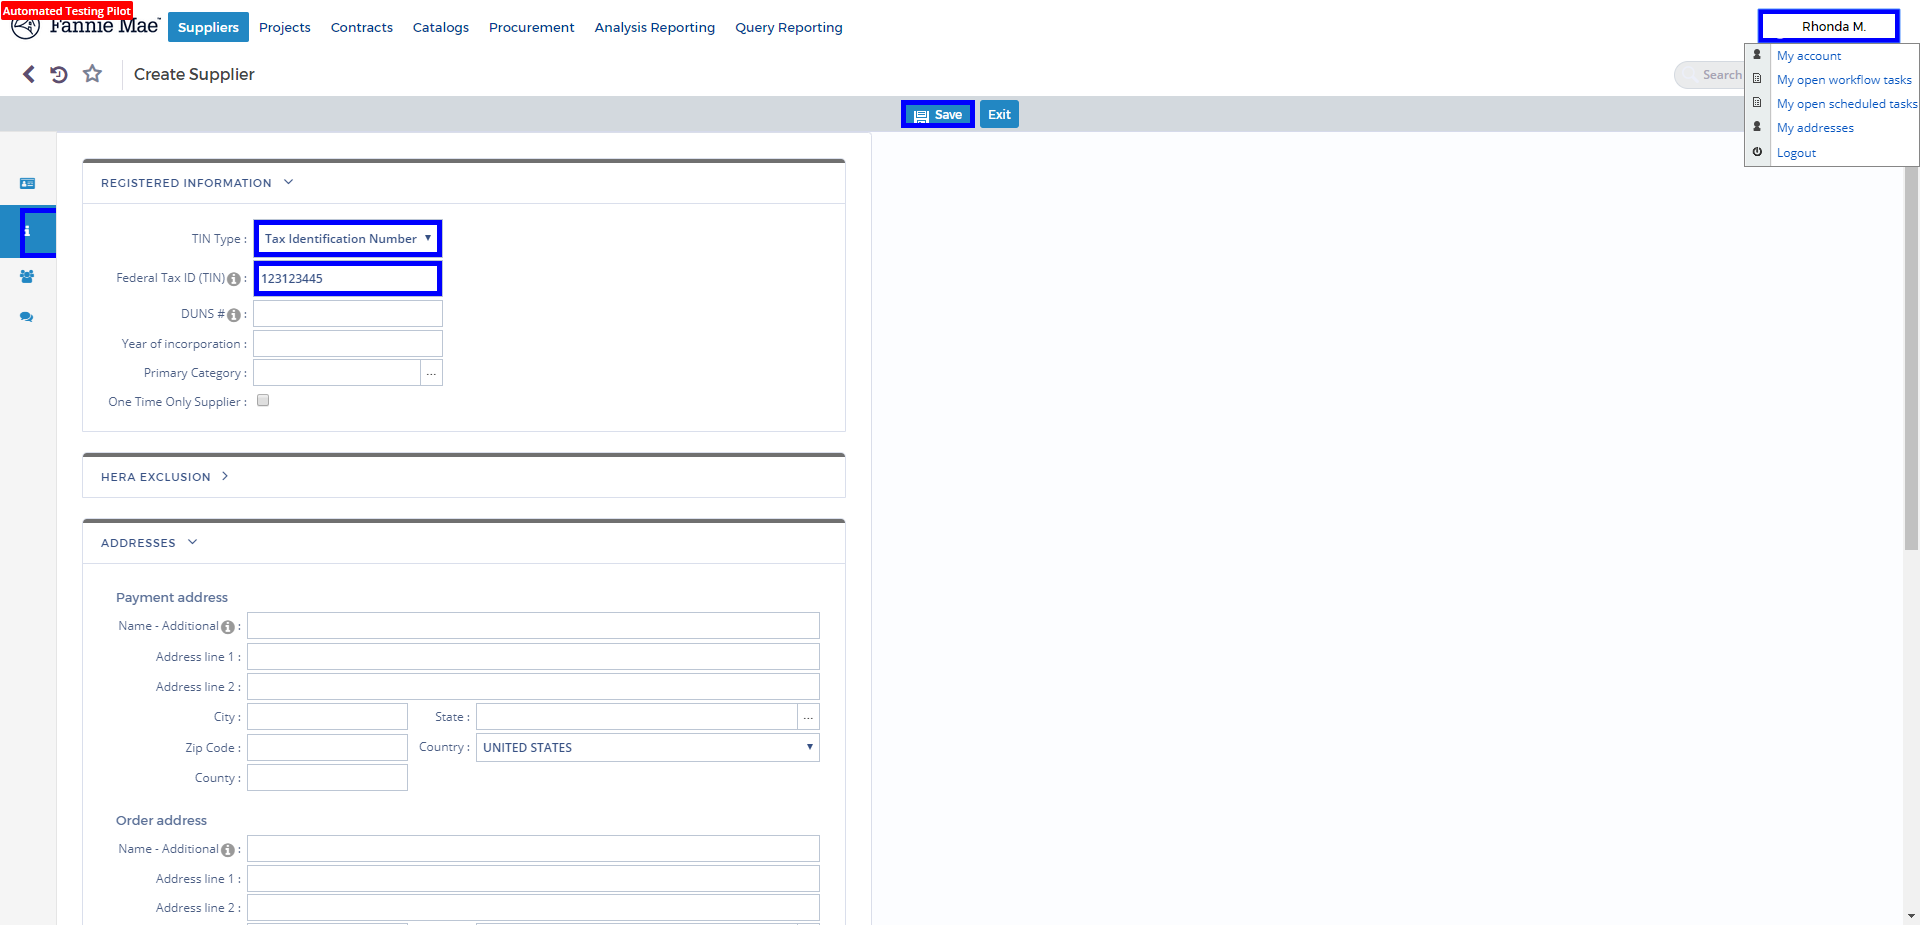 Automated Testing Pilot
Fannie Mae
Suppliers Projects Contracts Catalogs Procurement Analysis Reporting Query Reporting
Rhonda M.
My account
My open workflow tasks
My open scheduled tasks
My addresses
Logout
Create Supplier
Search
Save Exit
REGISTERED INFORMATION
TIN Type : Tax Identification Number
Federal Tax ID (TIN) : 123123445
DUNS # :
Year of incorporation :
Primary Category : ...
One Time Only Supplier :
HERA EXCLUSION
ADDRESSES
Payment address
Name - Additional :
Address line 1 :
Address line 2 :
City : State : ...
Zip Code : Country : UNITED STATES
County :
Order address
Name - Additional :
Address line 1 :
Address line 2 :